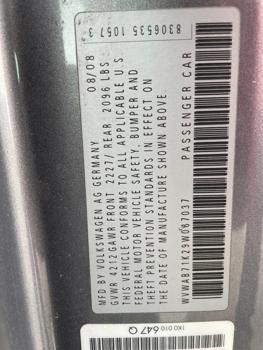 8306535 1057 3
08/08
MFD BY VOLKSWAGEN AG GERMANY
GVWR 4212 GAWR FRONT 2227/ REAR 2096 LBS
THIS VEHICLE CONFORMS TO ALL APPLICABLE U.S.
FEDERAL MOTOR VEHICLE SAFETY, BUMPER AND
THEFT PREVENTION STANDARDS IN EFFECT ON
THE DATE OF MANUFACTURE SHOWN ABOVE.
WVWAB71K29W067037 PASSENGER CAR
1K0 010 647 Q